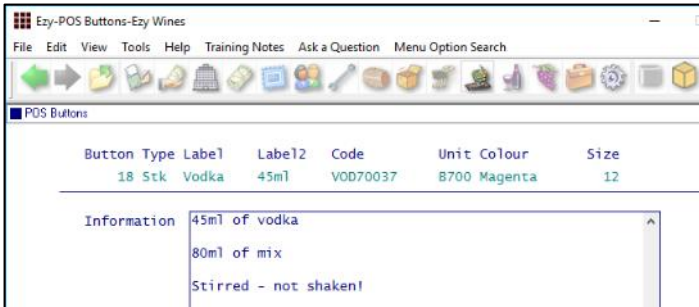 Ezy-POS Buttons-Ezy Wines
File Edit View Tools Help Training Notes Ask a Question Menu Option Search
POS Buttons
Button Type Label Label2 Code Unit Colour Size
18 Stk Vodka 45ml VOD70037 B700 Magenta 12
Information 45ml of vodka
80ml of mix
Stirred - not shaken!